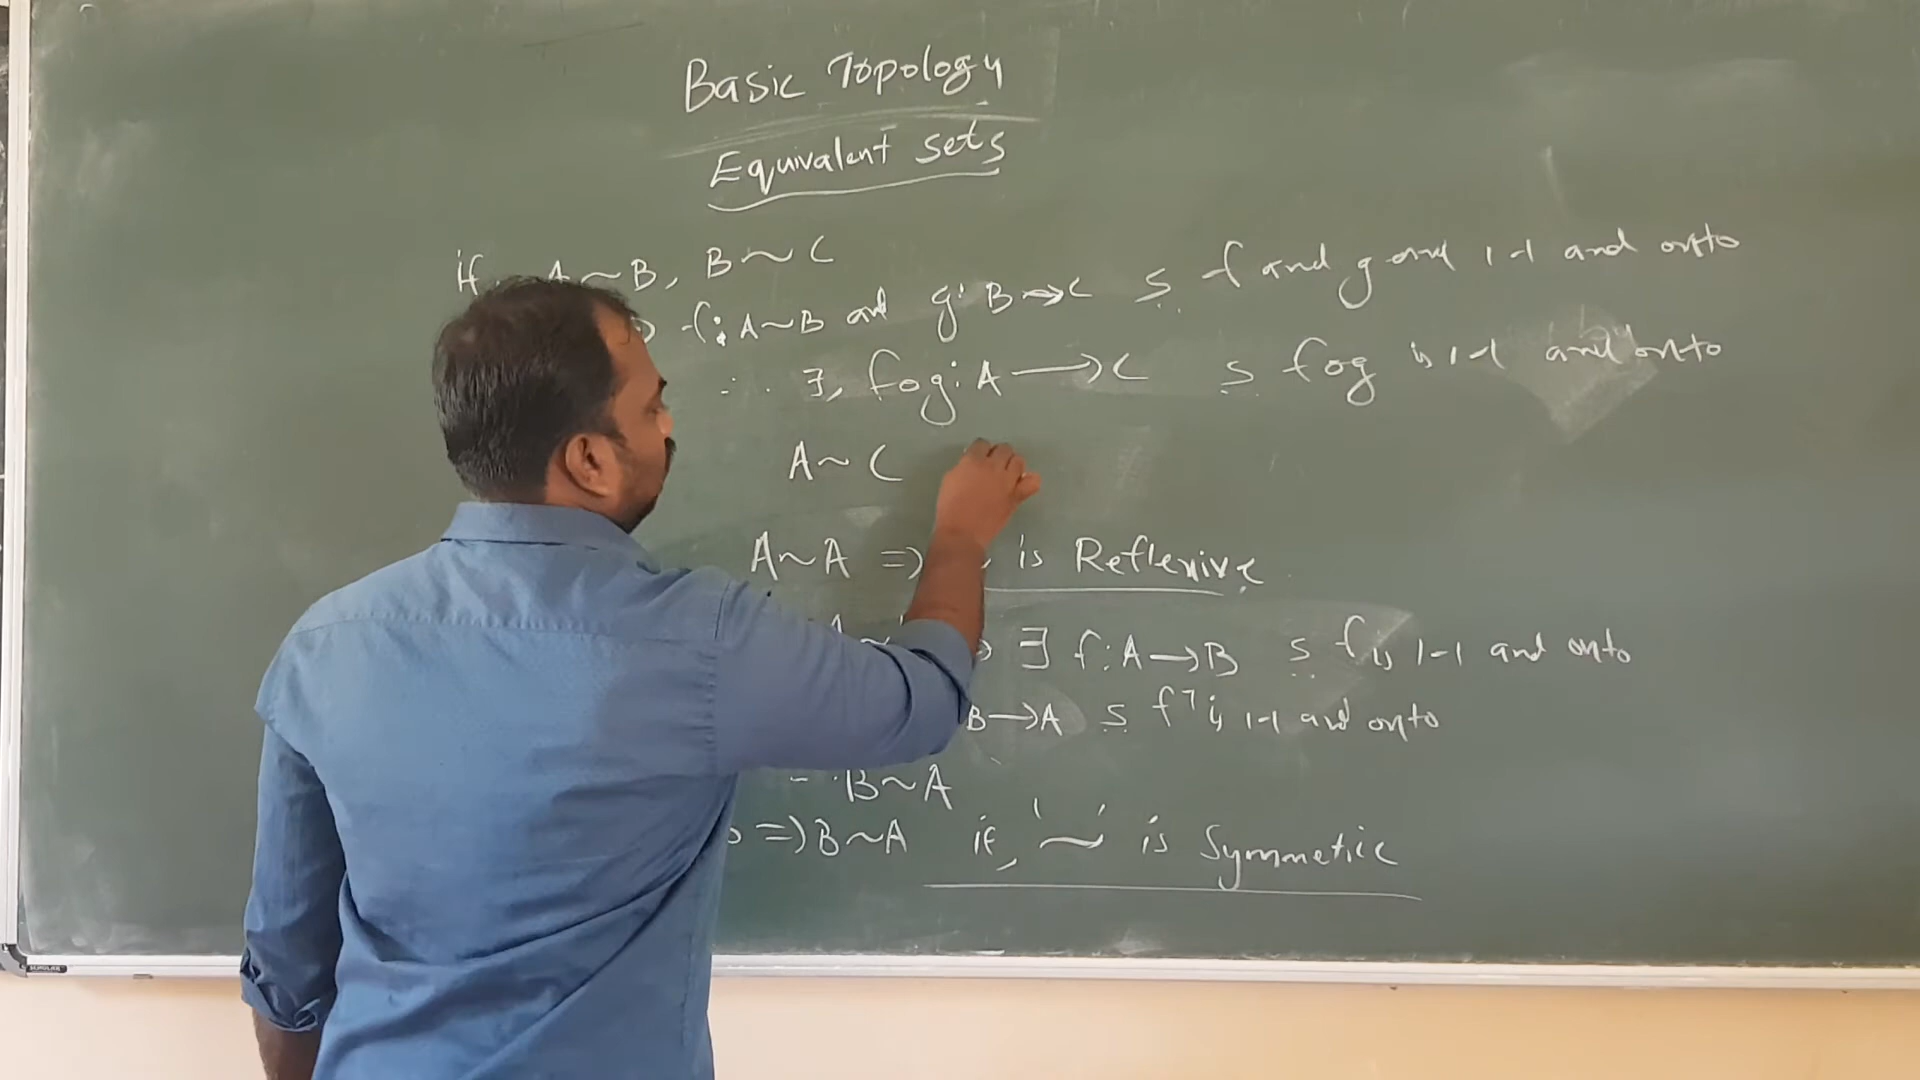 Basic Topology
Equivalent sets
if, A ~ B, B ~ C
f: A ~ B and g: B → C s f and g and 1-1 and onto
∴ ∃, fog: A → C s fog is 1-1 and onto
A ~ C
A ~ A ⇒ is Reflexive
∃ f: A → B s f is 1-1 and onto
B → A s f⁻¹ is 1-1 and onto
B ~ A
⇒ B ~ A ie, '~' is Symmetric